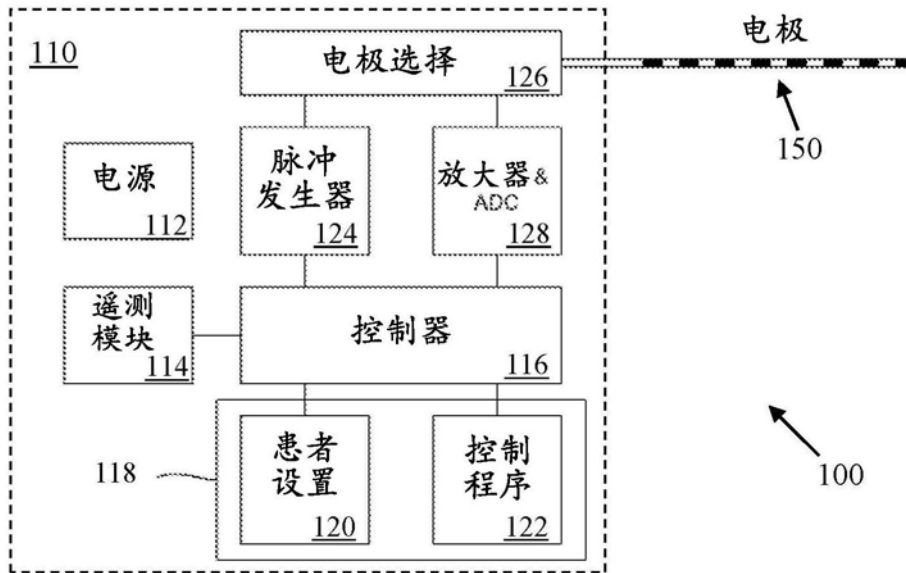 110
电极选择
126
电极
150
电源
112
脉冲
发生器
124
放大器 &
ADC
128
遥测
模块
114
控制器
116
118
患者
设置
120
控制
程序
122
100